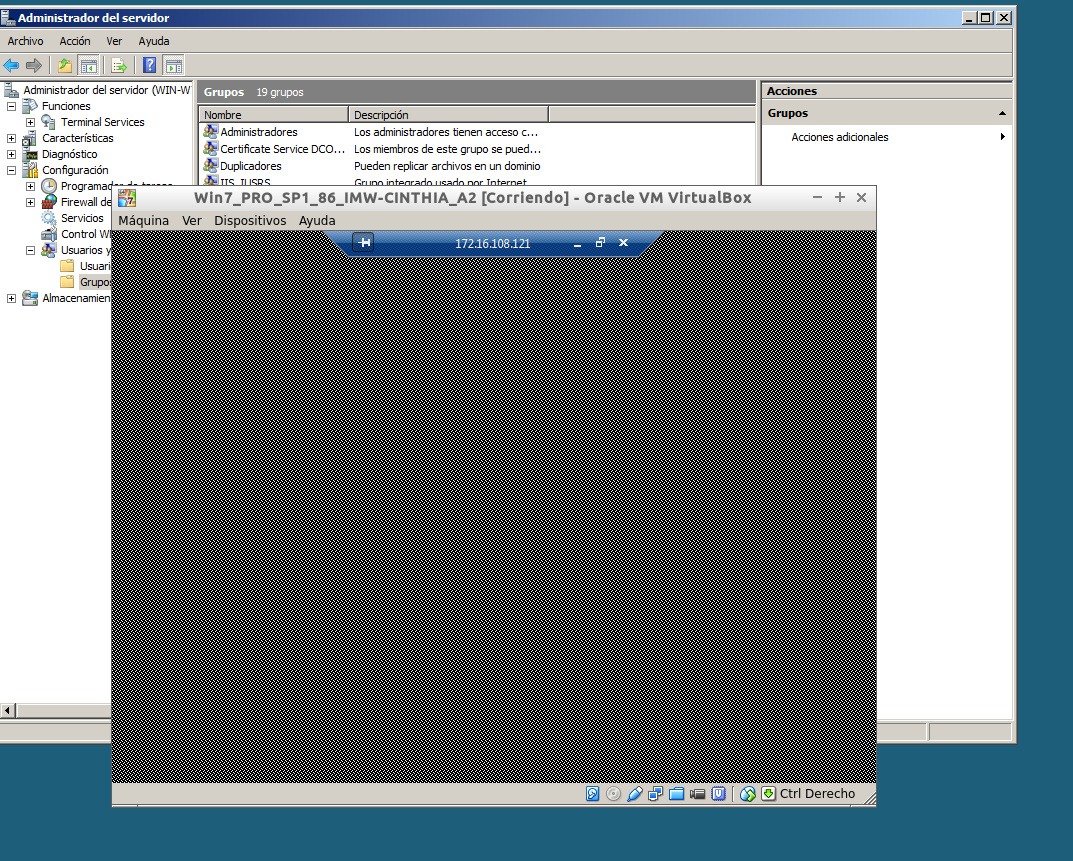 Administrador del servidor
Archivo Acción Ver Ayuda
Administrador del servidor (WIN-W
Funciones
Terminal Services
Características
Diagnóstico
Configuración
Programador de tareas
Firewall de
Servicios
Control WI
Usuarios y
Usuari
Grupos
Almacenamien
Grupos 19 grupos
Nombre Descripción
Administradores Los administradores tienen acceso c...
Certificate Service DCO... Los miembros de este grupo se pued...
Duplicadores Pueden replicar archivos en un dominio
IIS_IUSRS Grupo integrado usado por Internet
Acciones
Grupos
Acciones adicionales
Win7_PRO_SP1_86_IMW-CINTHIA_A2 [Corriendo] - Oracle VM VirtualBox
Máquina Ver Dispositivos Ayuda
172.16.108.121
Ctrl Derecho